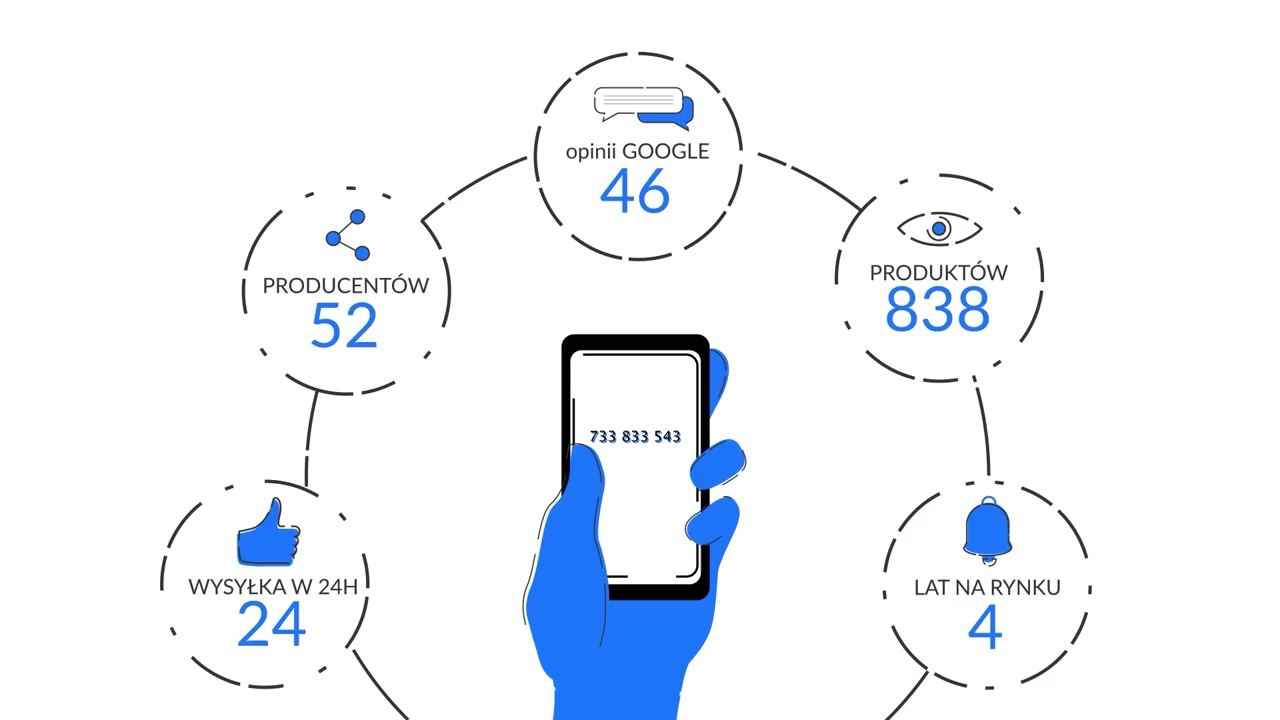 opinii GOOGLE
46
PRODUCENTÓW
52
PRODUKTÓW
838
733 833 543
WYSYŁKA W 24H
24
LAT NA RYNKU
4